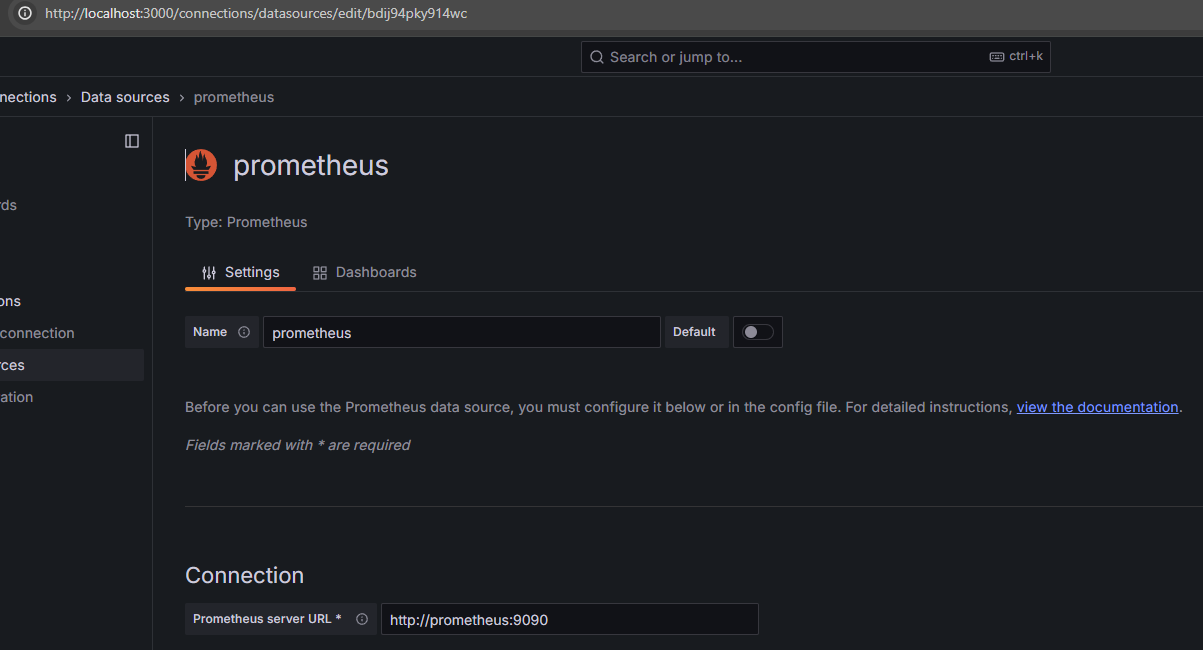 http://localhost:3000/connections/datasources/edit/bdij94pky914wc
Search or jump to... ctrl+k
nections › Data sources › prometheus
prometheus
rds
Type: Prometheus
Settings Dashboards
ons
Name prometheus Default
connection
rces
ation
Before you can use the Prometheus data source, you must configure it below or in the config file. For detailed instructions, view the documentation.
Fields marked with * are required
Connection
Prometheus server URL * http://prometheus:9090